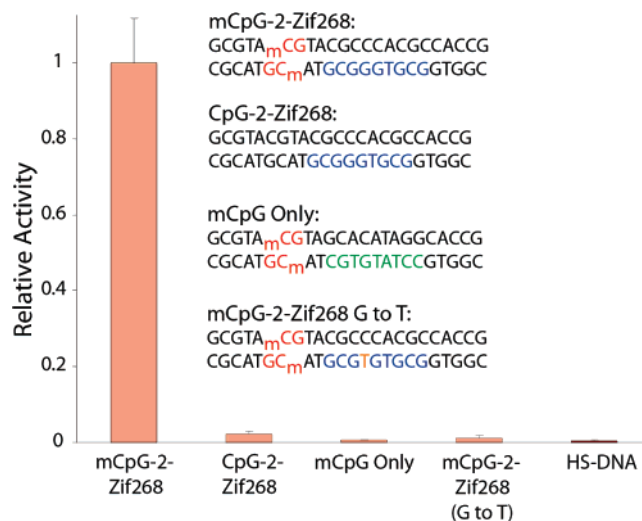 Relative Activity
1
0.8
0.6
0.4
0.2
0
mCpG-2-Zif268:
GCGTAmCGTACGCCCACGCCACCG
CGCATGCmATGCGGGTGCGGTGGC
CpG-2-Zif268:
GCGTACGTACGCCCACGCCACCG
CGCATGCATGCGGGTGCGGTGGC
mCpG Only:
GCGTAmCGTAGCACATAGGCACCG
CGCATGCmATCGTGTATCCGTGGC
mCpG-2-Zif268 G to T:
GCGTAmCGTACGCCCACGCCACCG
CGCATGCmATGCGTGTGCGGTGGC
mCpG-2-
Zif268
CpG-2-
Zif268
mCpG Only
mCpG-2-
Zif268
(G to T)
HS-DNA